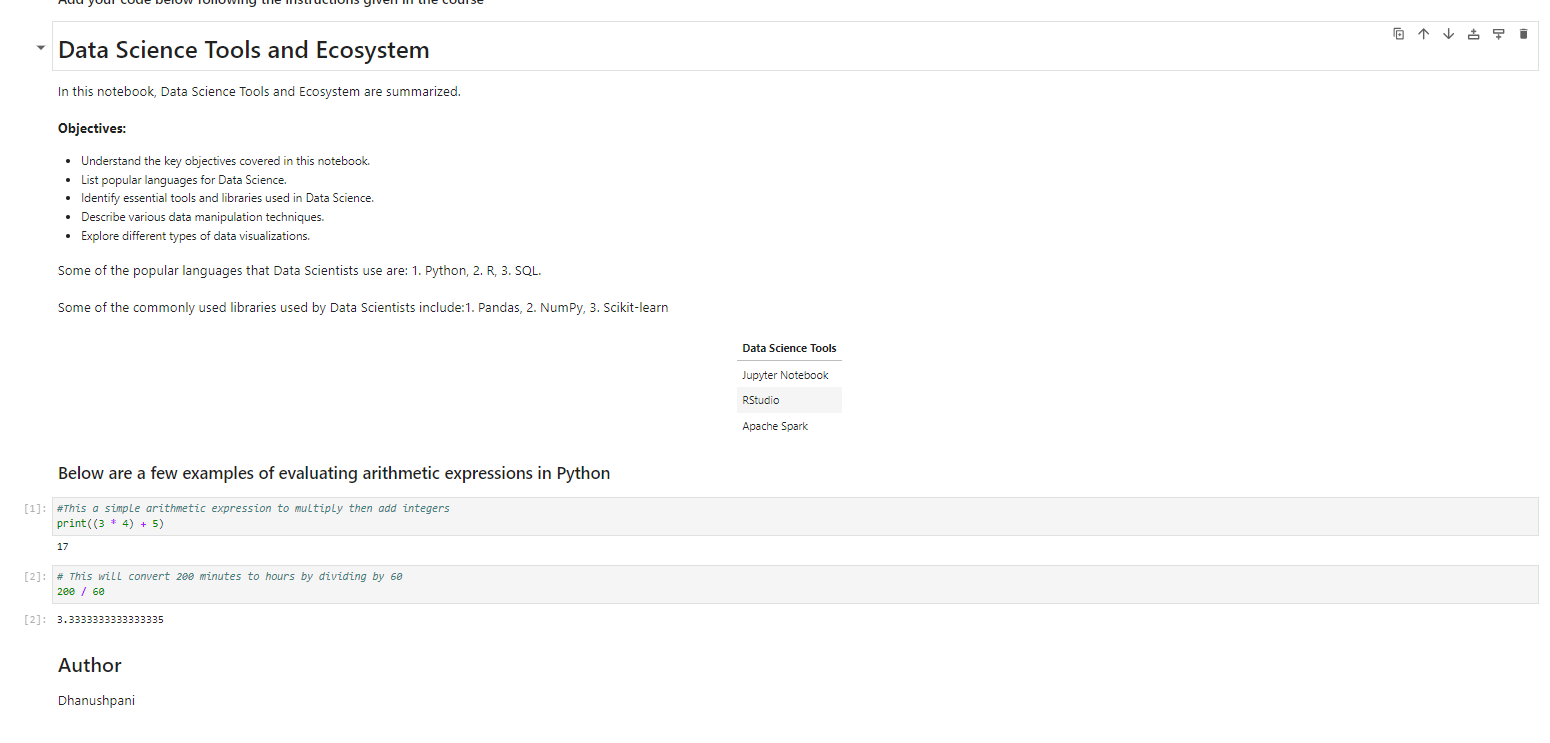 Add your code below following the instructions given in the course
Data Science Tools and Ecosystem
In this notebook, Data Science Tools and Ecosystem are summarized.
Objectives:
• Understand the key objectives covered in this notebook.
• List popular languages for Data Science.
• Identify essential tools and libraries used in Data Science.
• Describe various data manipulation techniques.
• Explore different types of data visualizations.
Some of the popular languages that Data Scientists use are: 1. Python, 2. R, 3. SQL.
Some of the commonly used libraries used by Data Scientists include:1. Pandas, 2. NumPy, 3. Scikit-learn
Data Science Tools
Jupyter Notebook
RStudio
Apache Spark
Below are a few examples of evaluating arithmetic expressions in Python
[1]: #This a simple arithmetic expression to multiply then add integers
print((3 * 4) + 5)
17
[2]: # This will convert 200 minutes to hours by dividing by 60
200 / 60
[2]: 3.3333333333333335
Author
Dhanushpani